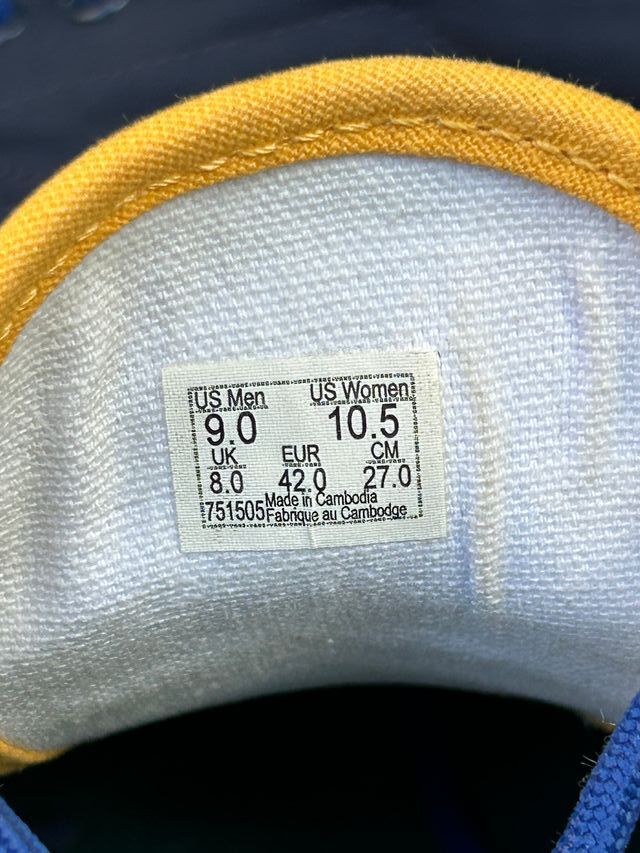 US Men US Women
9.0 10.5
UK EUR CM
8.0 42.0 27.0
751505 Made in Cambodia
Fabrique au Cambodge